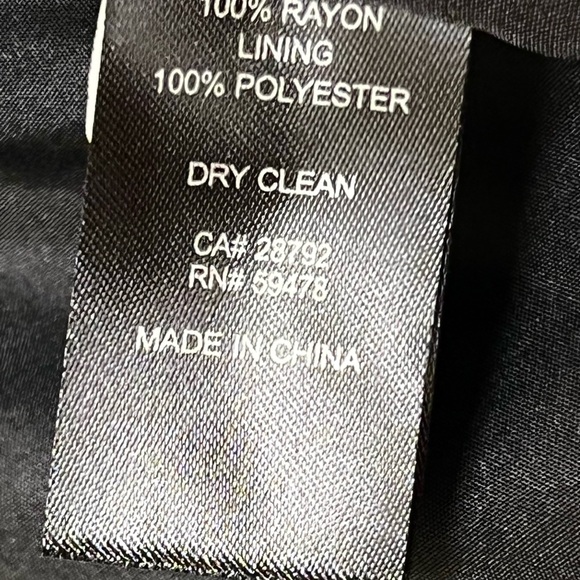 100% RAYON
LINING
100% POLYESTER
DRY CLEAN
CA# 28792
RN# 59478
MADE IN CHINA